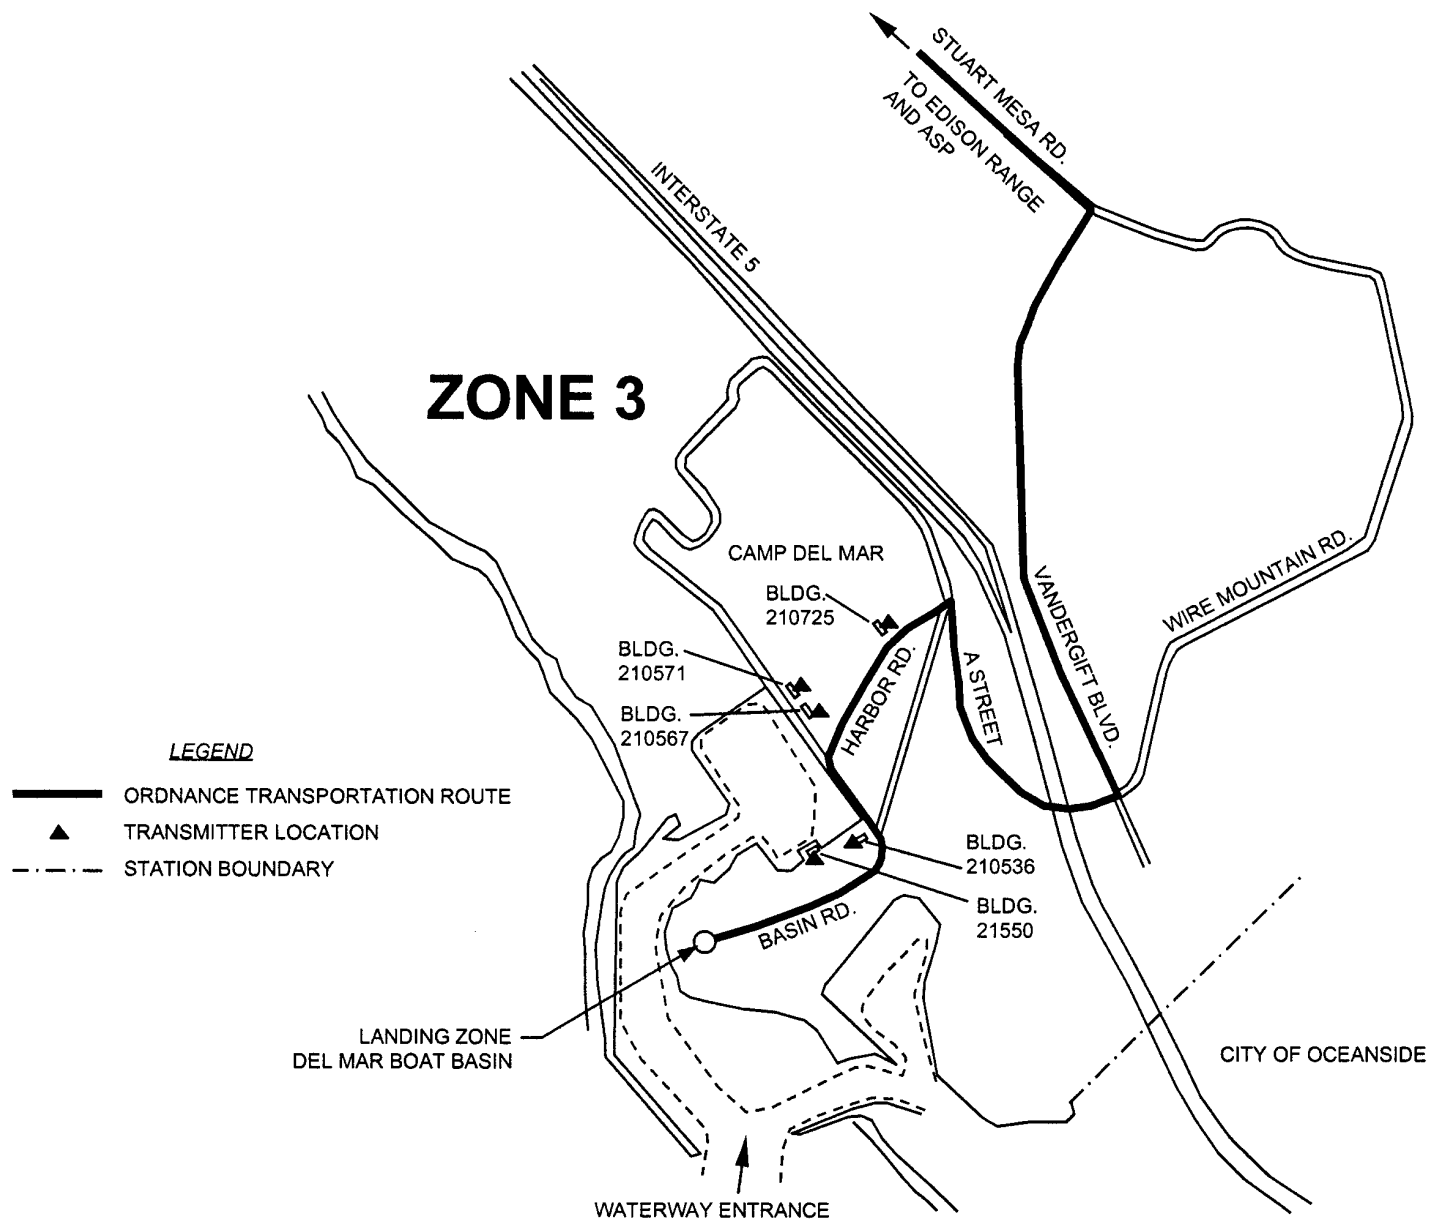 STUART MESA RD.
TO EDISON RANGE
AND ASP
INTERSTATE 5
ZONE 3
CAMP DEL MAR
BLDG.
210725
WIRE MOUNTAIN RD.
VANDERGIFT BLVD.
BLDG.
210571
HARBOR RD.
A STREET
BLDG.
210567
LEGEND
ORDNANCE TRANSPORTATION ROUTE
TRANSMITTER LOCATION
STATION BOUNDARY
BLDG.
210536
BLDG.
21550
BASIN RD.
LANDING ZONE
DEL MAR BOAT BASIN
CITY OF OCEANSIDE
WATERWAY ENTRANCE